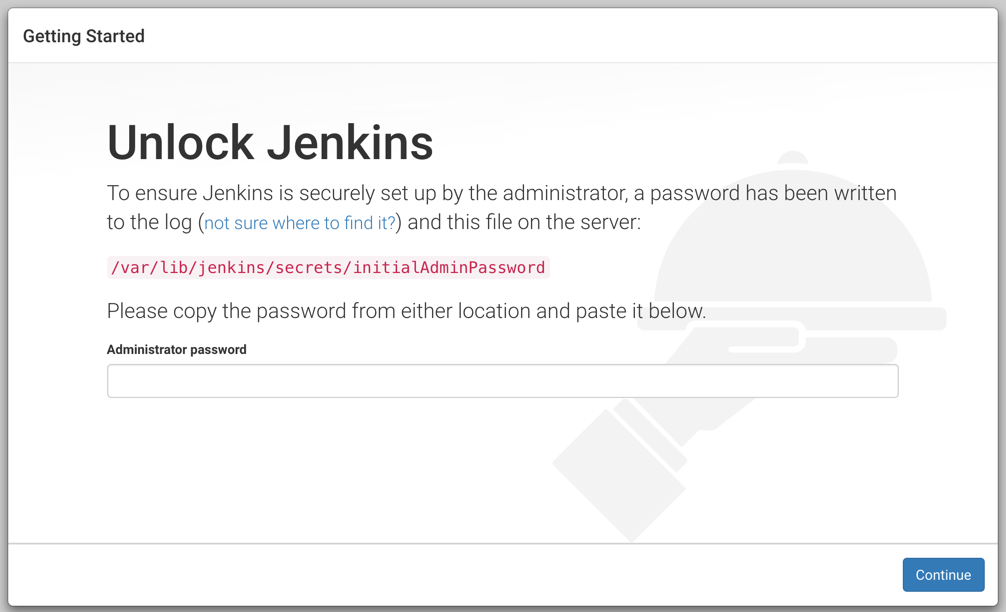 Getting Started
Unlock Jenkins
To ensure Jenkins is securely set up by the administrator, a password has been written
to the log (not sure where to find it?) and this file on the server:
/var/lib/jenkins/secrets/initialAdminPassword
Please copy the password from either location and paste it below.
Administrator password
Continue